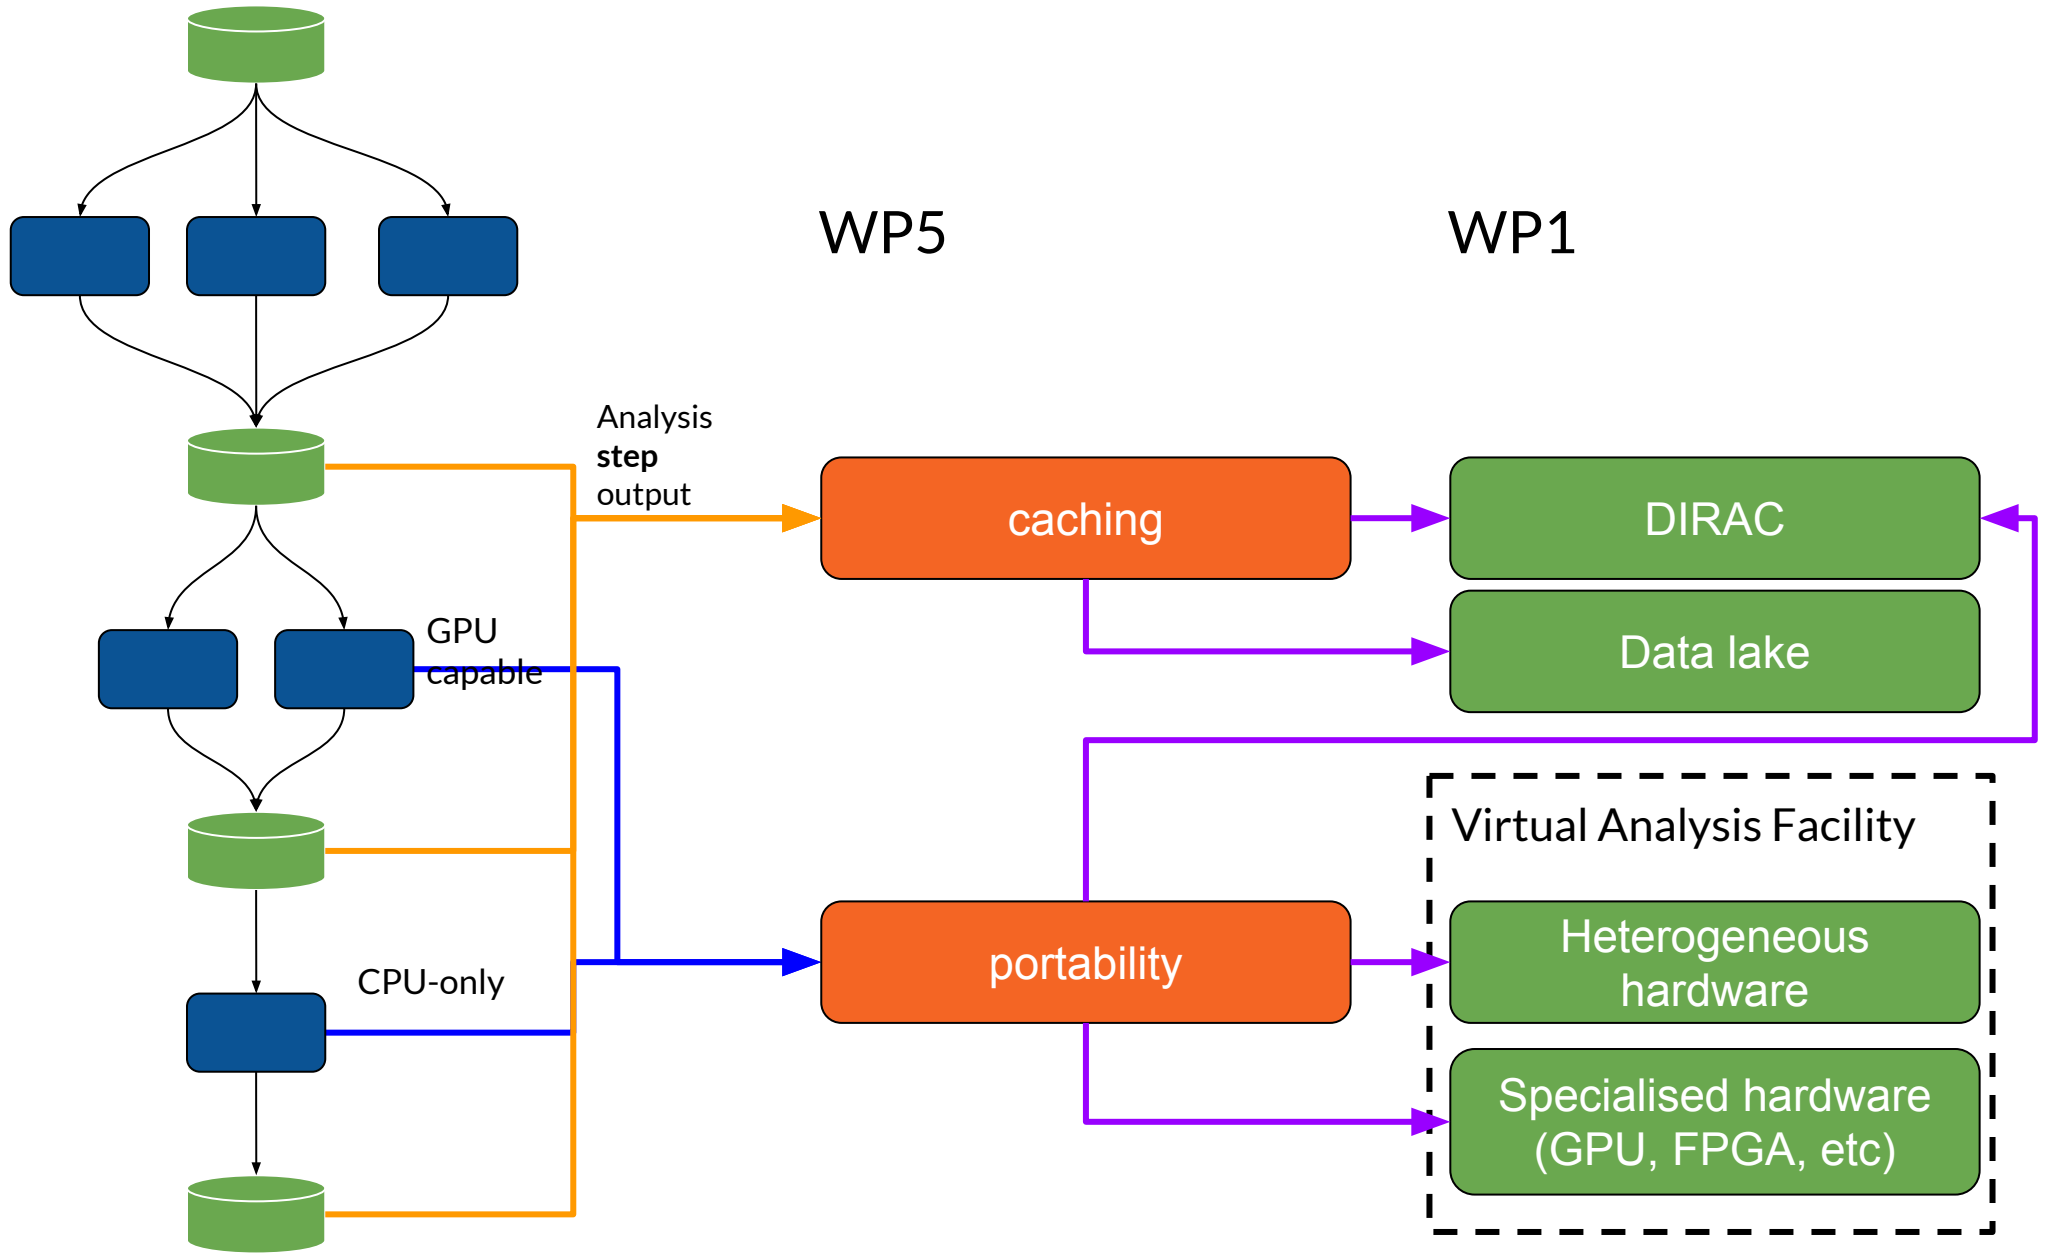 WP5
WP1
Analysis
step
output
caching
DIRAC
GPU
capable
Data lake
Virtual Analysis Facility
CPU-only
portability
Heterogeneous
hardware
Specialised hardware
(GPU, FPGA, etc)